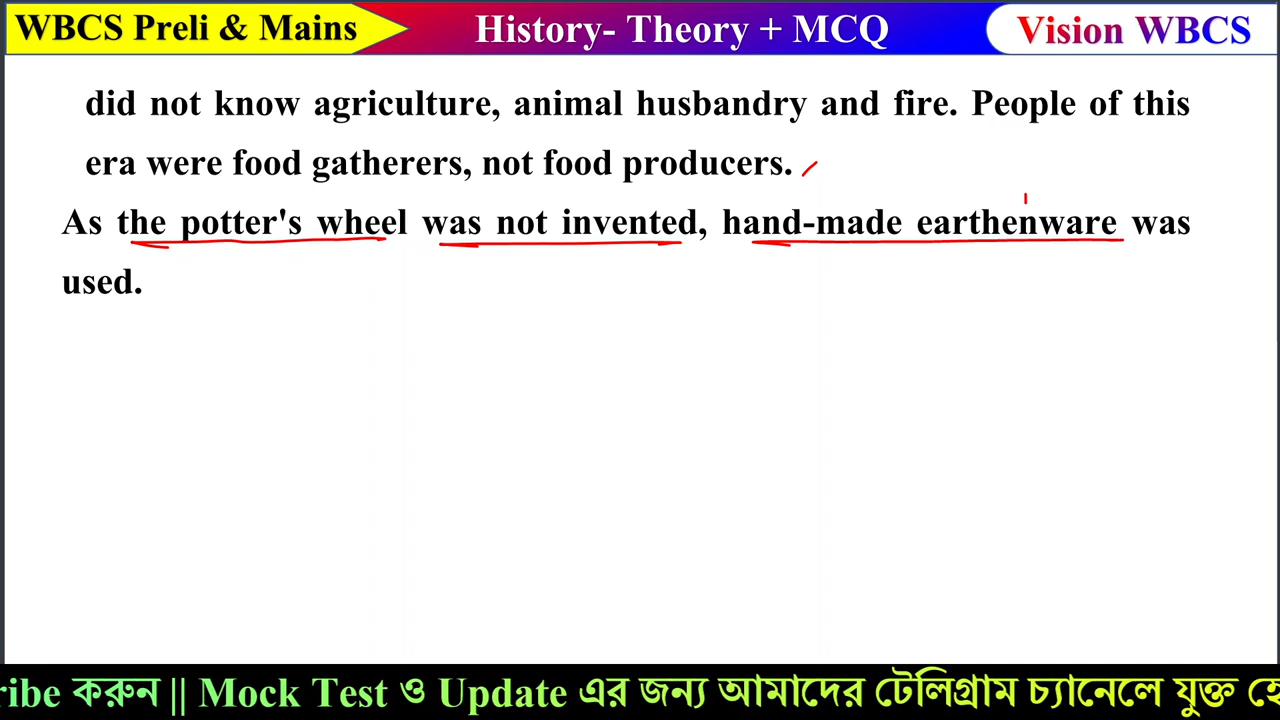 WBCS Preli & Mains
History- Theory + MCQ
Vision WBCS
did not know agriculture, animal husbandry and fire. People of this
era were food gatherers, not food producers.
As the potter's wheel was not invented, hand-made earthenware was
used.
ribe করুন || Mock Test ও Update এর জন্য আমাদের টেলিগ্রাম চ্যানেলে যুক্ত হে